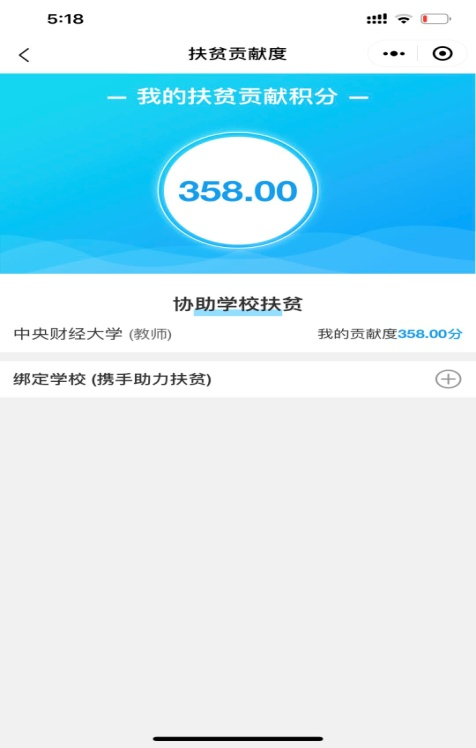 5:18
扶贫贡献度
— 我的扶贫贡献积分 —
358.00
协助学校扶贫
中央财经大学 (教师) 我的贡献度358.00分
绑定学校 (携手助力扶贫)